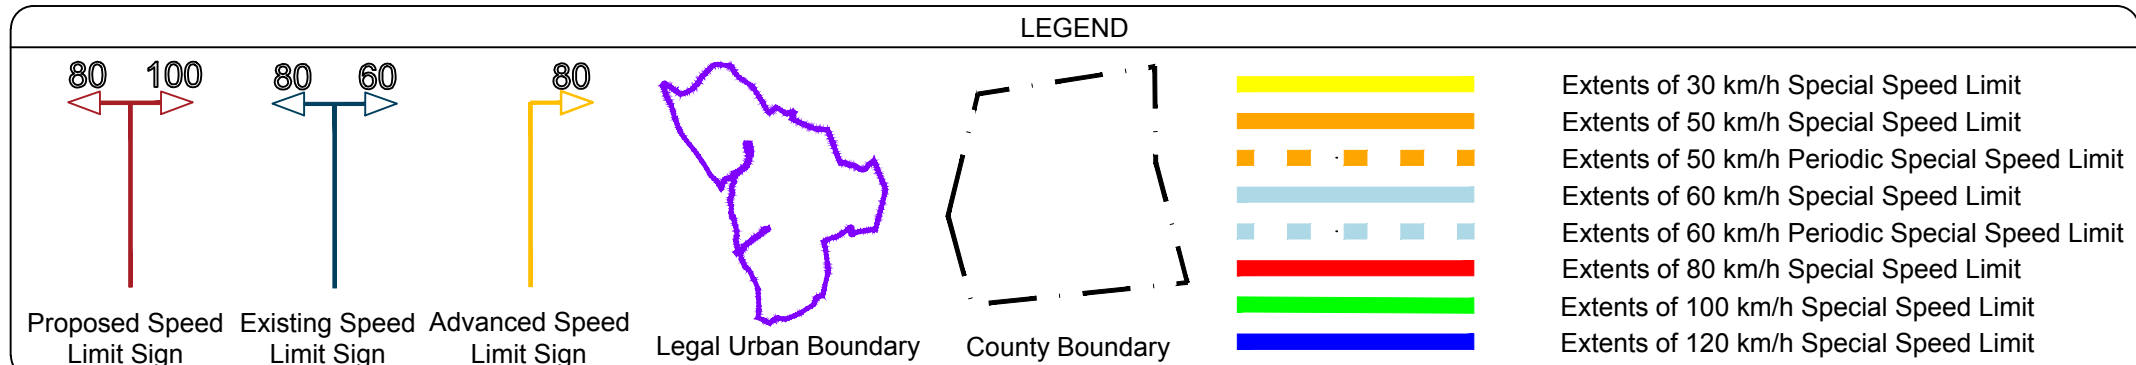 LEGEND
80 100
80 60
80
Proposed Speed
Limit Sign
Existing Speed
Limit Sign
Advanced Speed
Limit Sign
Legal Urban Boundary
County Boundary
Extents of 30 km/h Special Speed Limit
Extents of 50 km/h Special Speed Limit
Extents of 50 km/h Periodic Special Speed Limit
Extents of 60 km/h Special Speed Limit
Extents of 60 km/h Periodic Special Speed Limit
Extents of 80 km/h Special Speed Limit
Extents of 100 km/h Special Speed Limit
Extents of 120 km/h Special Speed Limit